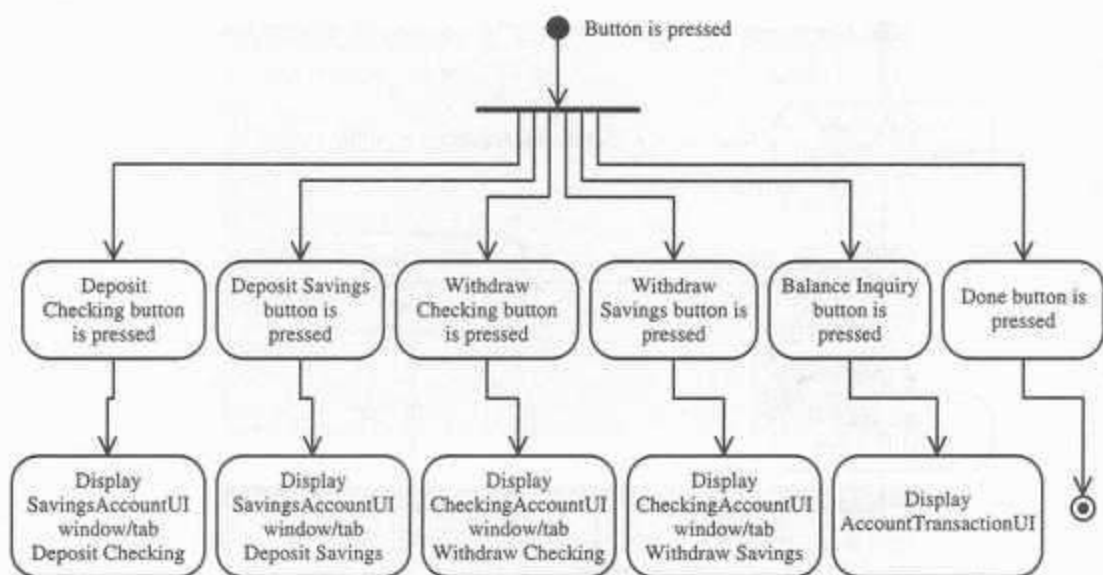 Button is pressed
Deposit
Checking button
is pressed
Deposit Savings
button is
pressed
Withdraw
Checking button
is pressed
Withdraw
Savings button is
pressed
Balance Inquiry
button is
pressed
Done button is
pressed
Display
SavingsAccountUI
window/tab
Deposit Checking
Display
SavingsAccountUI
window/tab
Deposit Savings
Display
CheckingAccountUI
window/tab
Withdraw Checking
Display
CheckingAccountUI
window/tab
Withdraw Savings
Display
AccountTransactionUI